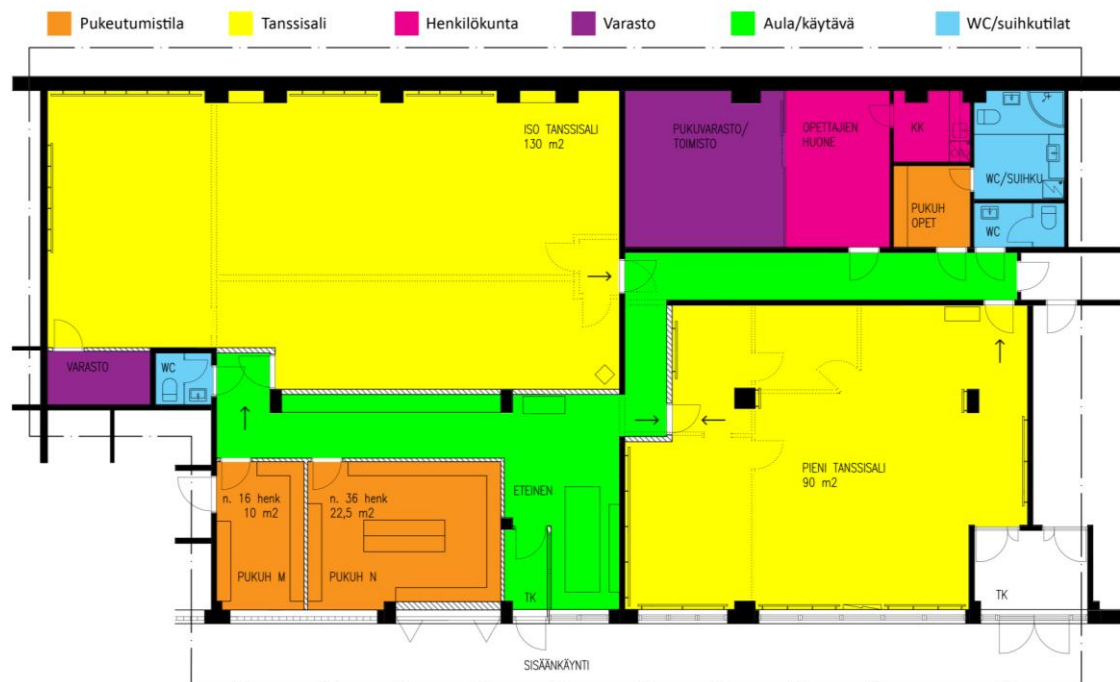 Pukeutumistila
Tanssisali
Henkilökunta
Varasto
Aula/käytävä
WC/suihkutilat
ISO TANSSISALI
130 m2
PUKUVARASTO/
TOIMISTO
OPETTAJIEN
HUONE
KK
WC/SUIHKU
PUKUH
OPET
WC
VARASTO
WC
PIENI TANSSISALI
90 m2
n. 16 henk
10 m2
n. 36 henk
22,5 m2
ETEINEN
PUKUH M
PUKUH N
TK
TK
SISÄÄNKÄYNTI